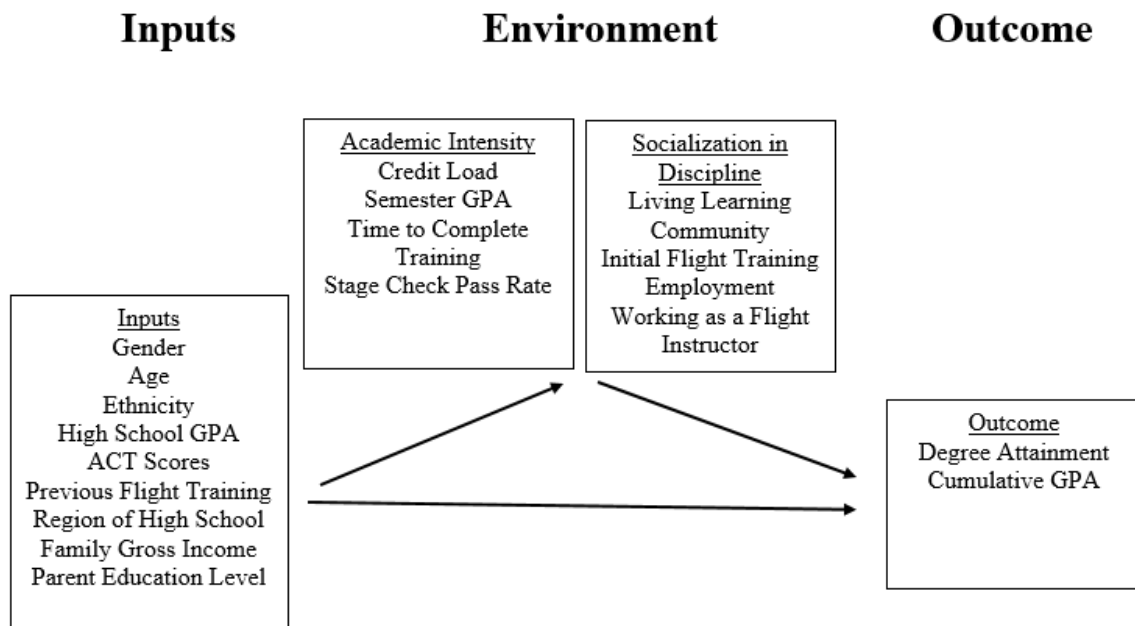 Inputs
Environment
Outcome
Academic Intensity
Credit Load
Semester GPA
Time to Complete
Training
Stage Check Pass Rate
Socialization in
Discipline
Living Learning
Community
Initial Flight Training
Employment
Working as a Flight
Instructor
Inputs
Gender
Age
Ethnicity
High School GPA
ACT Scores
Previous Flight Training
Region of High School
Family Gross Income
Parent Education Level
Outcome
Degree Attainment
Cumulative GPA